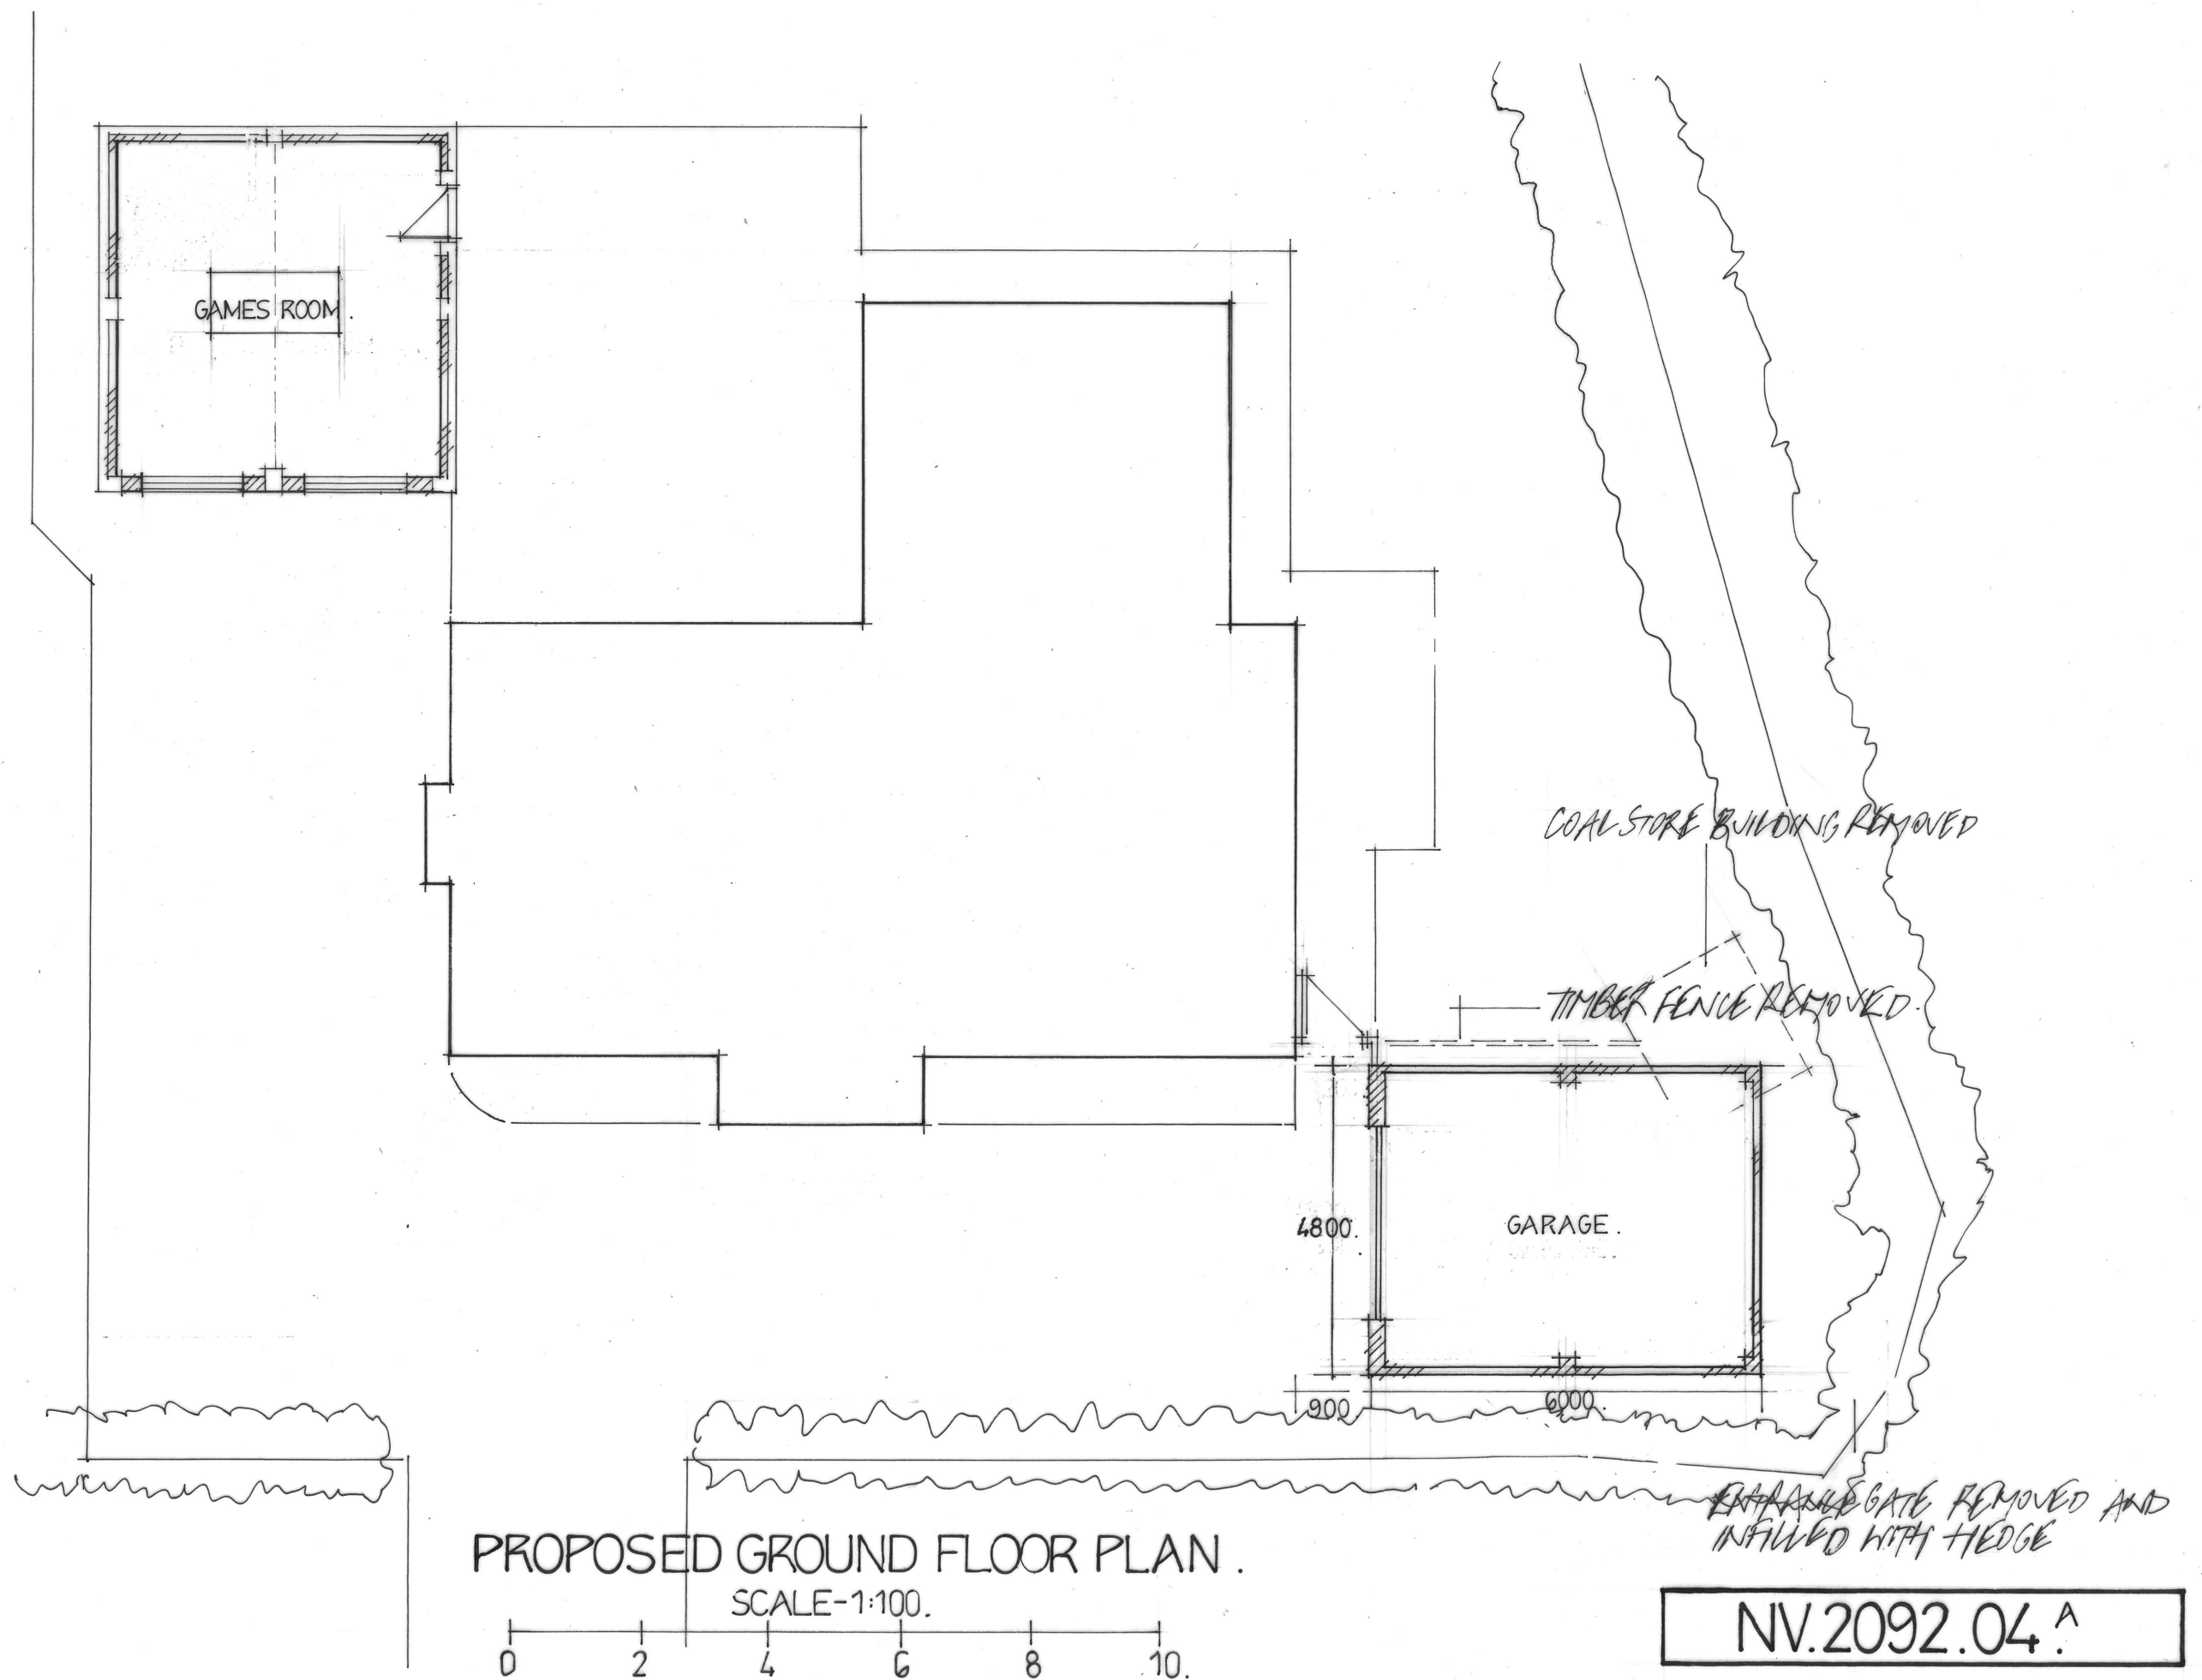 GAMES ROOM.
COAL STORE BUILDING REMOVED
TIMBER FENCE REMOVED.
4800.
GARAGE.
900
6000.
ENTRANCE GATE REMOVED AND
INFILLED WITH HEDGE
PROPOSED GROUND FLOOR PLAN.
SCALE-1:100.
0 2 4 6 8 10.
NV.2092.04.A